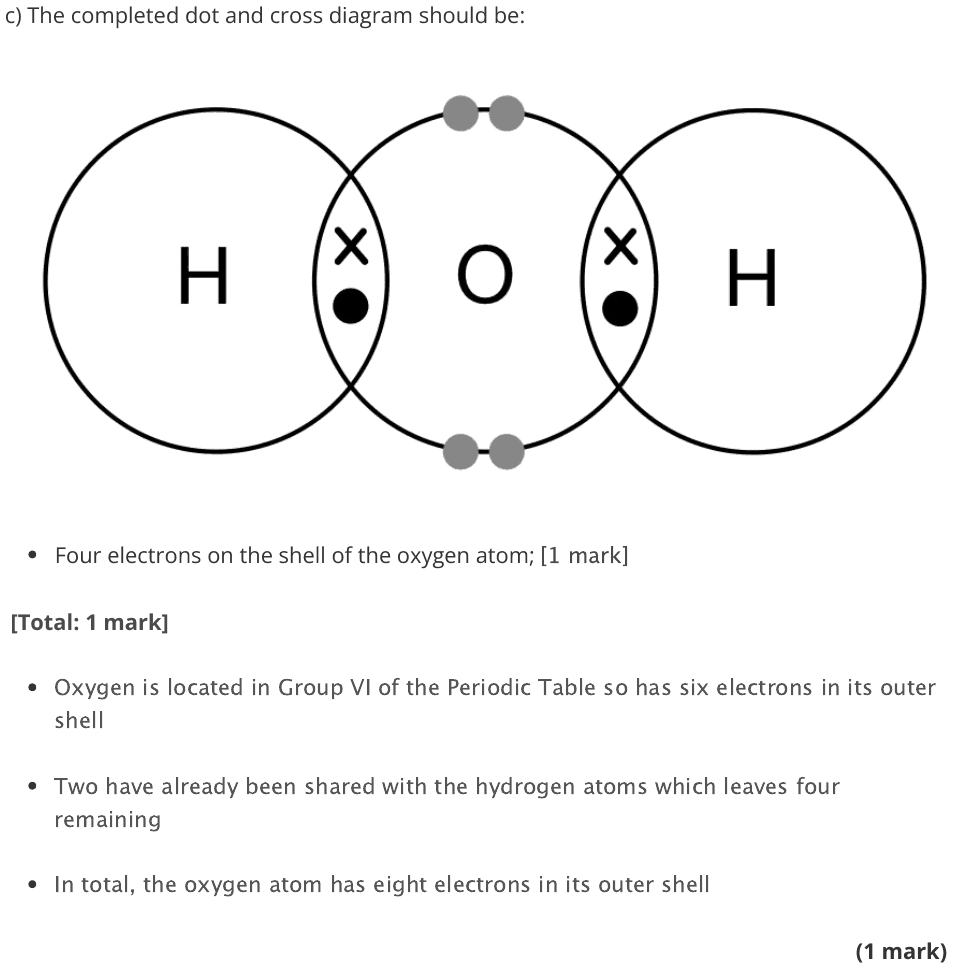 c) The completed dot and cross diagram should be:
H O H
• Four electrons on the shell of the oxygen atom; [1 mark]
[Total: 1 mark]
• Oxygen is located in Group VI of the Periodic Table so has six electrons in its outer
shell
• Two have already been shared with the hydrogen atoms which leaves four
remaining
• In total, the oxygen atom has eight electrons in its outer shell
(1 mark)